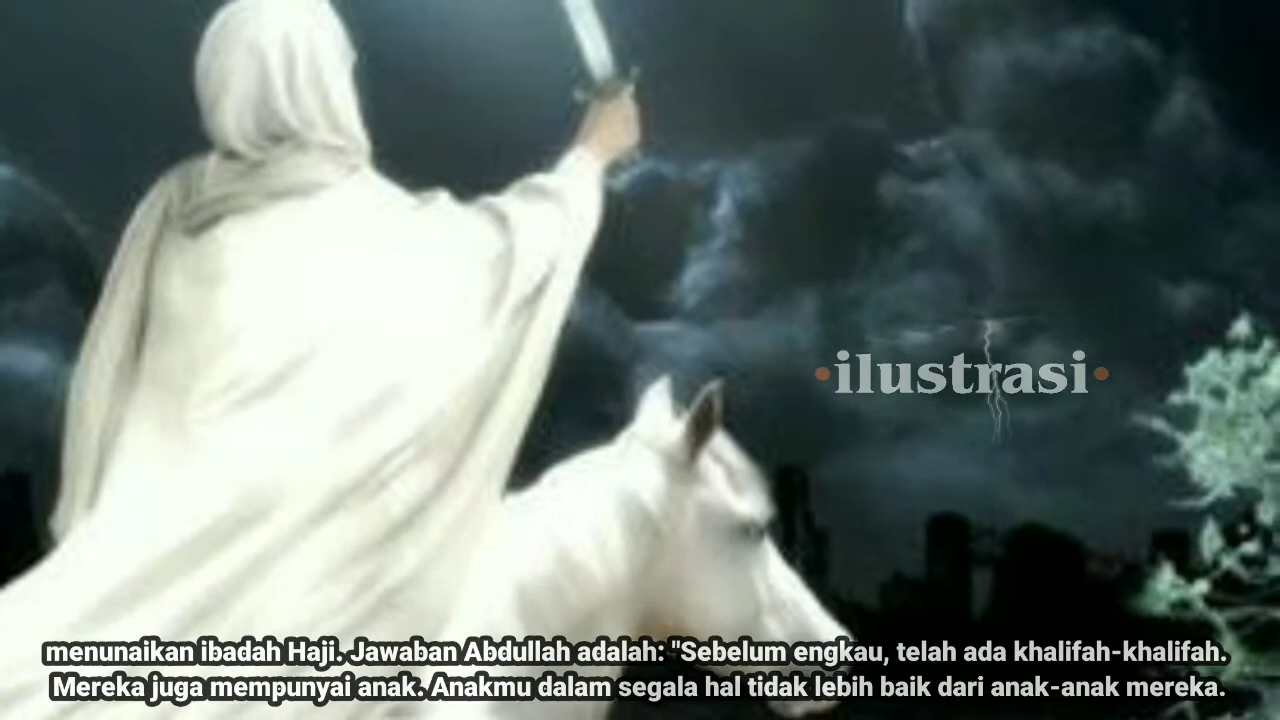 •ilustrasi•
menunaikan ibadah Haji. Jawaban Abdullah adalah: "Sebelum engkau, telah ada khalifah-khalifah.
Mereka juga mempunyai anak. Anakmu dalam segala hal tidak lebih baik dari anak-anak mereka.